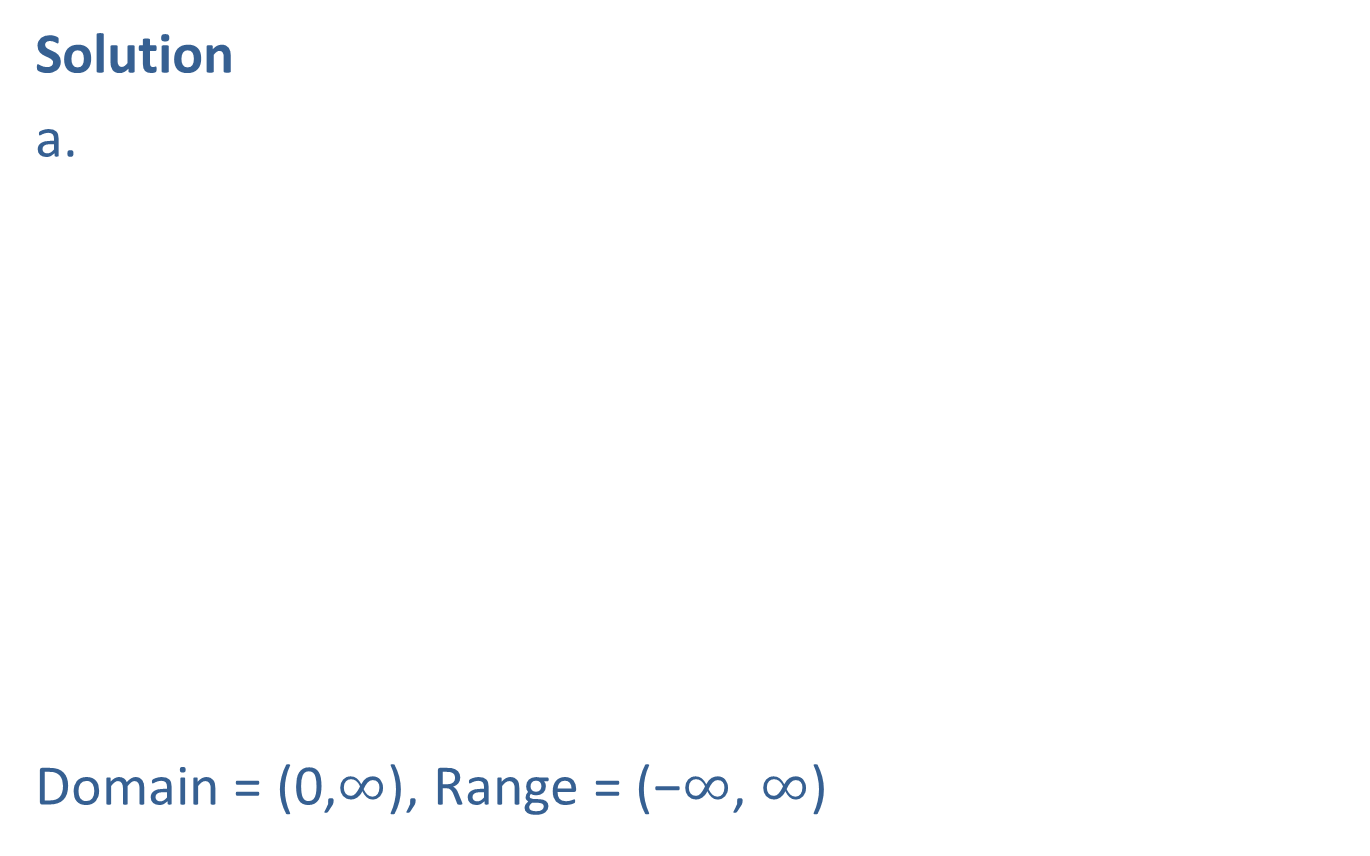 Solution
a.
Domain = (0,∞), Range = (−∞, ∞)